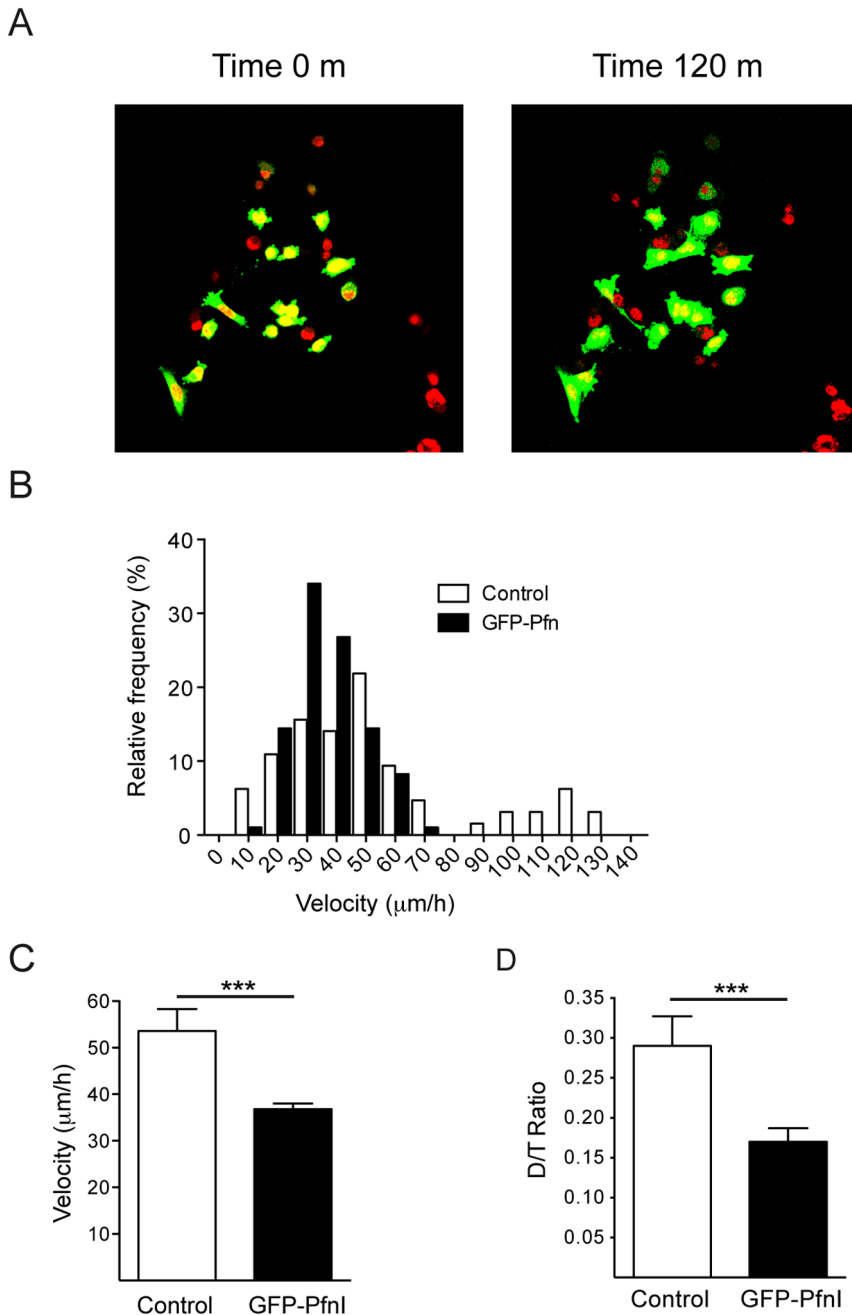 A
Time 0 m
Time 120 m
B
Relative frequency (%)
40
30
20
10
0
Control
GFP-Pfn
0 10 20 30 40 50 60 70 80 90 100 110 120 130 140
Velocity (μm/h)
C
Velocity (μm/h)
60
50
40
30
20
10
***
Control GFP-PfnI
D
D/T Ratio
0.35
0.30
0.25
0.20
0.15
0.10
0.05
***
Control GFP-PfnI